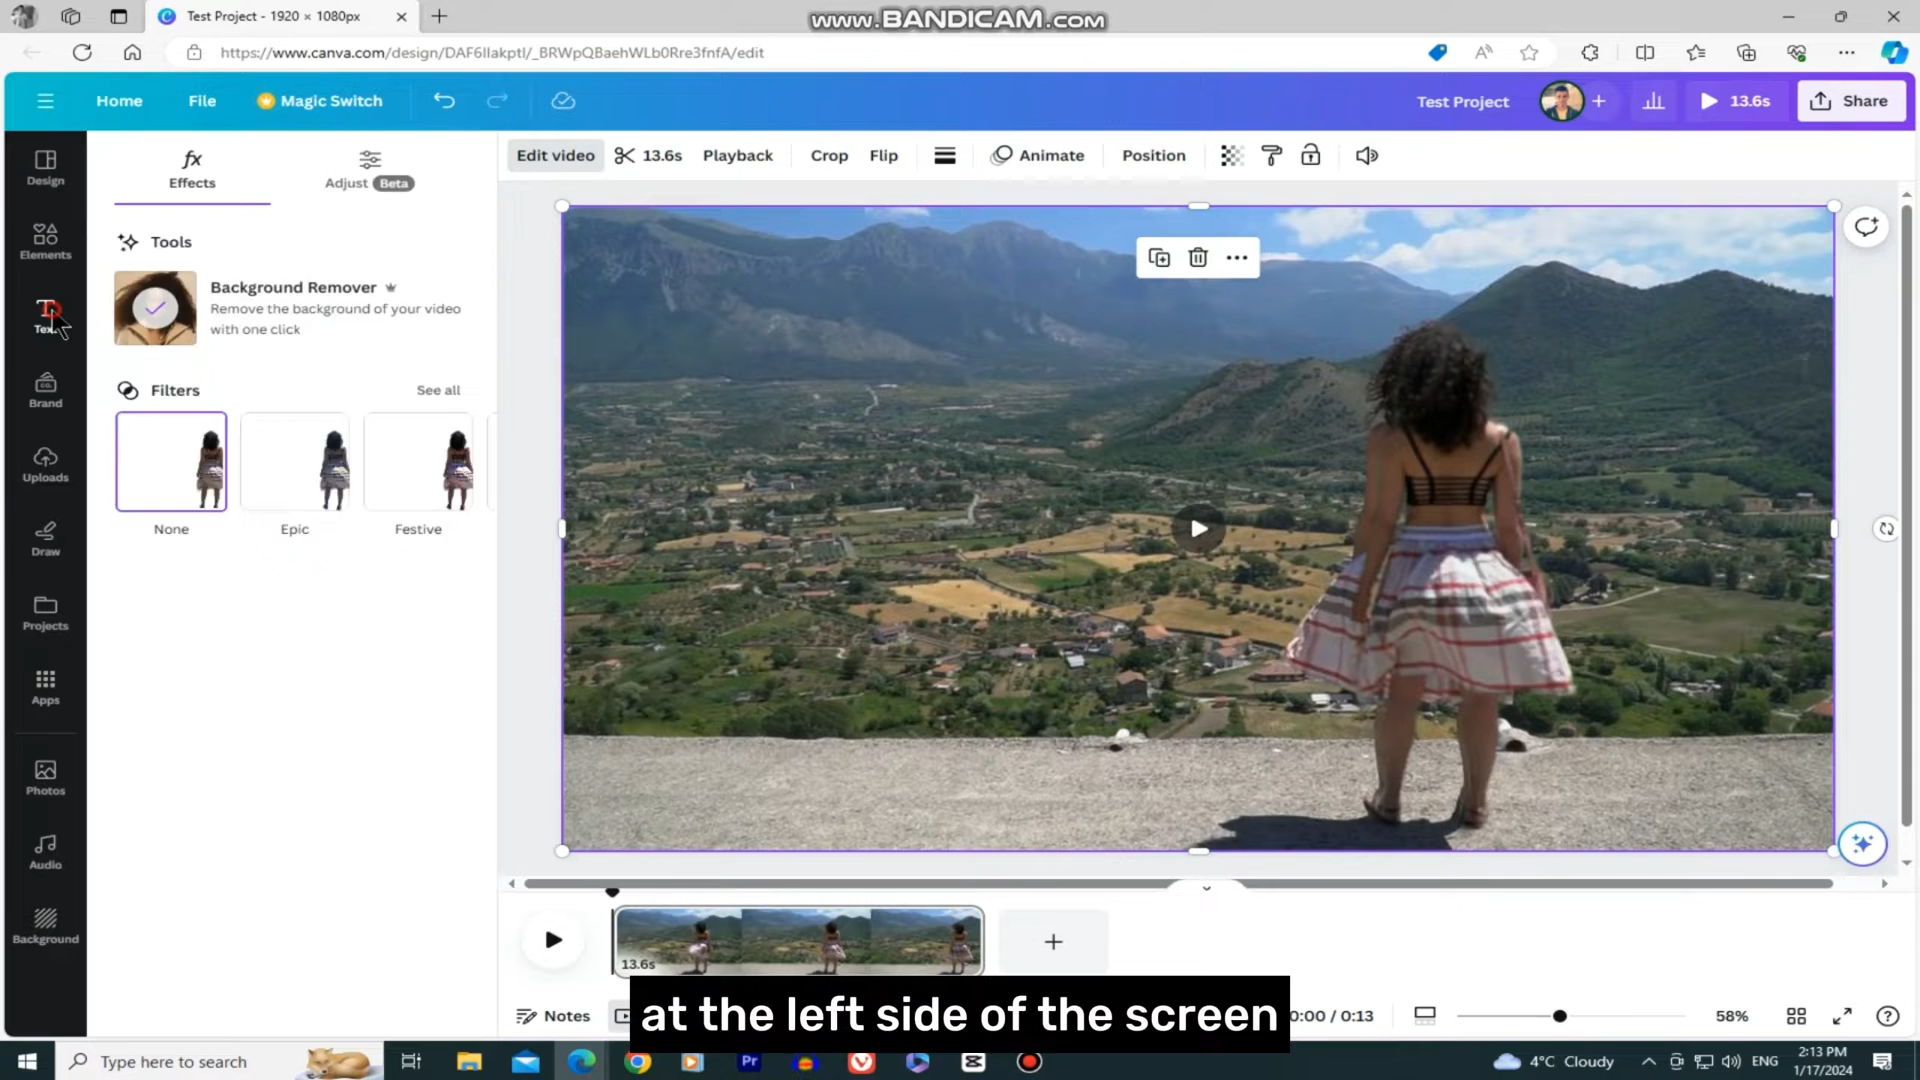 Test Project - 1920 × 1080px
www.BANDICAM.com
https://www.canva.com/design/DAF6IIakptI/_BRWpQBaehWLb0Rre3fnfA/edit
Home
File
Magic Switch
Test Project
13.6s
Share
Design
Elements
Text
Brand
Uploads
Draw
Projects
Apps
Photos
Audio
Background
fx
Effects
Adjust Beta
Tools
Background Remover
Remove the background of your video
with one click
Filters
See all
None
Epic
Festive
Edit video
13.6s
Playback
Crop
Flip
Animate
Position
13.6s
at the left side of the screen
Notes
0:00 / 0:13
58%
Type here to search
Pr
4°C Cloudy
ENG
2:13 PM
1/17/2024